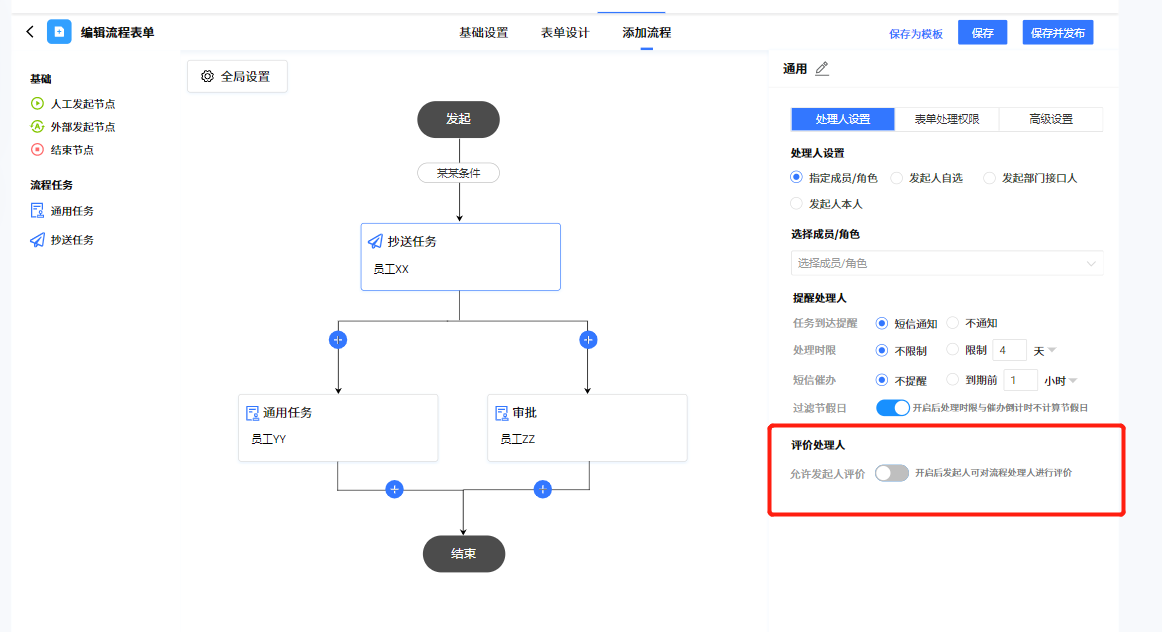 编辑流程表单
基础设置
表单设计
添加流程
保存为模板
保存
保存并发布
基础
人工发起节点
外部发起节点
结束节点
流程任务
通用任务
抄送任务
全局设置
发起
某某条件
抄送任务
员工XX
通用任务
员工YY
审批
员工ZZ
结束
通用
处理人设置
表单处理权限
高级设置
处理人设置
指定成员/角色 发起人自选 发起部门接口人
发起人本人
选择成员/角色
选择成员/角色
提醒处理人
任务到达提醒 短信通知 不通知
处理时限 不限制 限制 4 天
短信催办 不提醒 到期前 1 小时
过滤节假日 开启后处理时限与催办倒计时不计算节假日
评价处理人
允许发起人评价 开启后发起人可对流程处理人进行评价